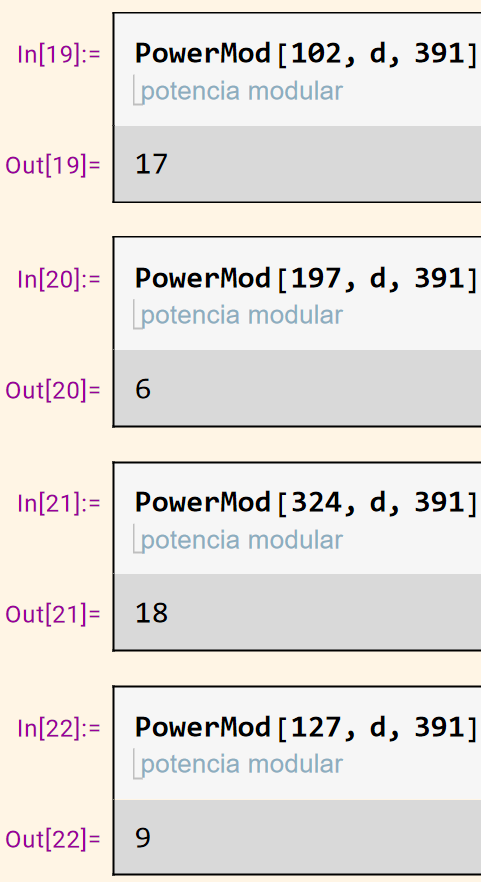 In[19]:= PowerMod[102, d, 391]
potencia modular
Out[19]= 17
In[20]:= PowerMod[197, d, 391]
potencia modular
Out[20]= 6
In[21]:= PowerMod[324, d, 391]
potencia modular
Out[21]= 18
In[22]:= PowerMod[127, d, 391]
potencia modular
Out[22]= 9